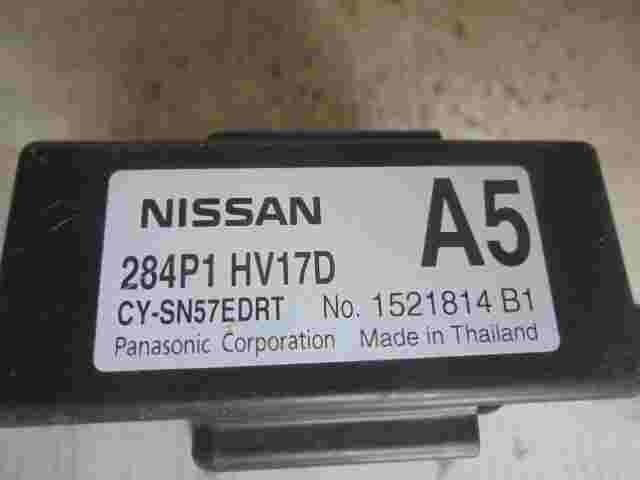 NISSAN A5
284P1 HV17D
CY-SN57EDRT No. 1521814 B1
Panasonic Corporation Made in Thailand